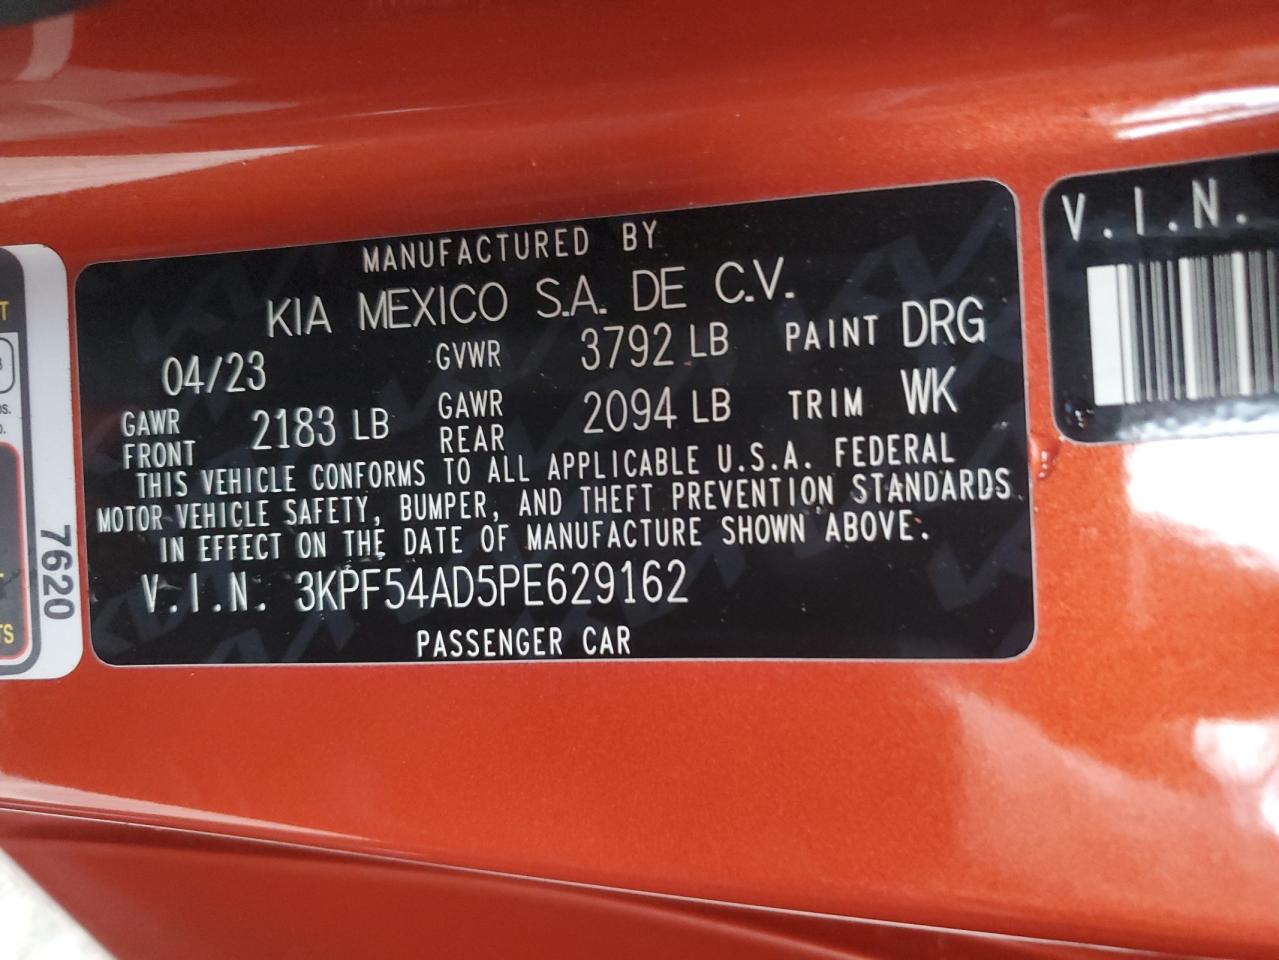 MANUFACTURED BY
KIA MEXICO S.A. DE C.V.
04/23 GVWR 3792 LB PAINT DRG
GAWR FRONT 2183 LB GAWR REAR 2094 LB TRIM WK
THIS VEHICLE CONFORMS TO ALL APPLICABLE U.S.A. FEDERAL
MOTOR VEHICLE SAFETY, BUMPER, AND THEFT PREVENTION STANDARDS
IN EFFECT ON THE DATE OF MANUFACTURE SHOWN ABOVE.
V.I.N. 3KPF54AD5PE629162
PASSENGER CAR
V.I.N.
7620